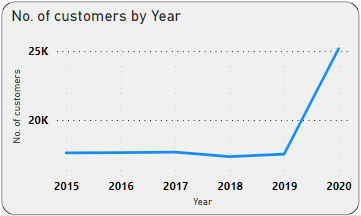 No. of customers by Year
25K
20K
No. of customers
2015 2016 2017 2018 2019 2020
Year